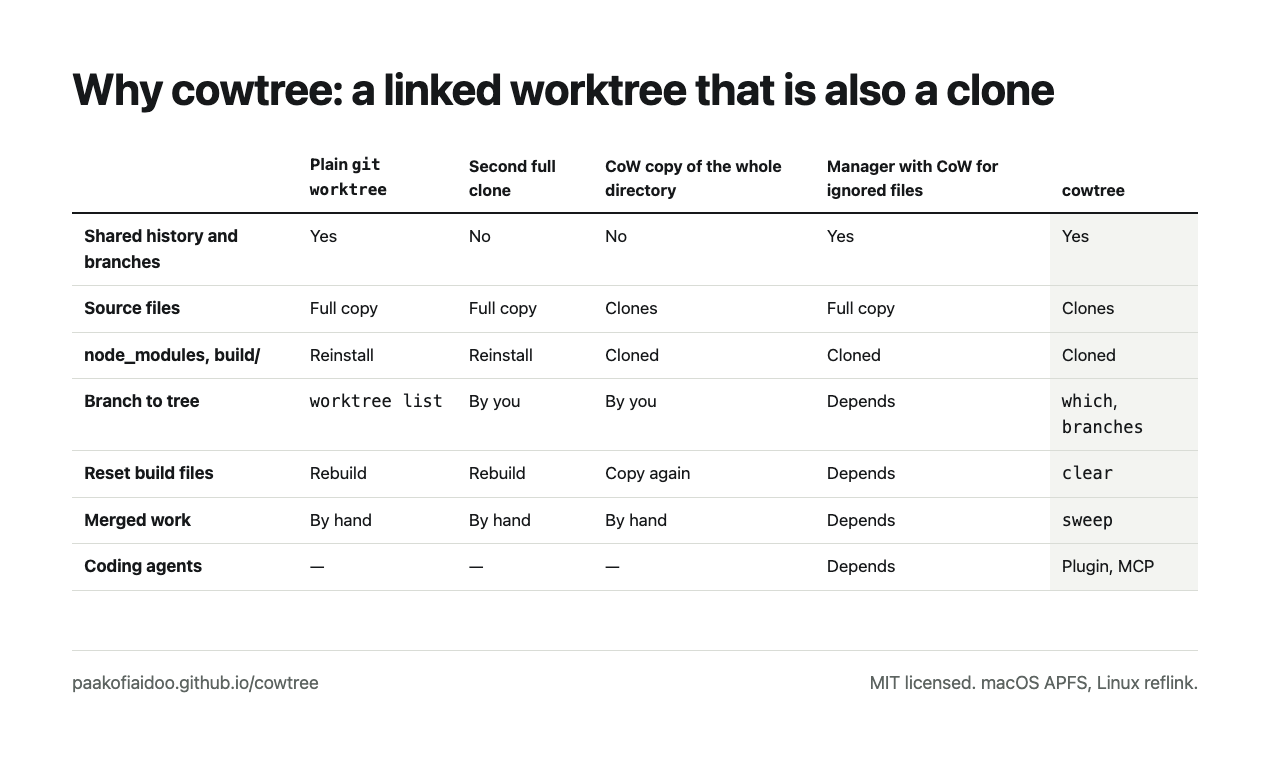 Why cowtree: a linked worktree that is also a clone
Plain git worktree | Second full clone | CoW copy of the whole directory | Manager with CoW for ignored files | cowtree
Shared history and branches | Yes | No | No | Yes | Yes
Source files | Full copy | Full copy | Clones | Full copy | Clones
node_modules, build/ | Reinstall | Reinstall | Cloned | Cloned | Cloned
Branch to tree | worktree list | By you | By you | Depends | which, branches
Reset build files | Rebuild | Rebuild | Copy again | Depends | clear
Merged work | By hand | By hand | By hand | Depends | sweep
Coding agents | — | — | — | Depends | Plugin, MCP
paakofiaidoo.github.io/cowtree
MIT licensed. macOS APFS, Linux reflink.